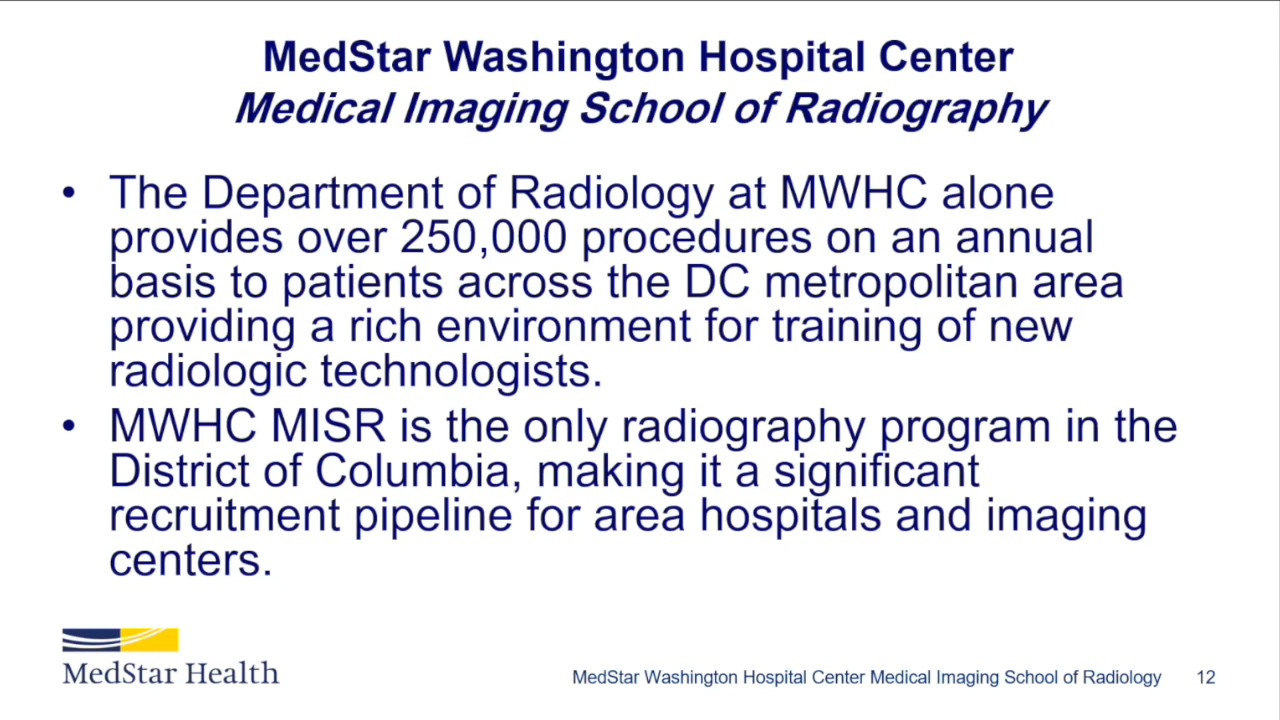 MedStar Washington Hospital Center
Medical Imaging School of Radiography
• The Department of Radiology at MWHC alone
provides over 250,000 procedures on an annual
basis to patients across the DC metropolitan area
providing a rich environment for training of new
radiologic technologists.
• MWHC MISR is the only radiography program in the
District of Columbia, making it a significant
recruitment pipeline for area hospitals and imaging
centers.
MedStar Health
MedStar Washington Hospital Center Medical Imaging School of Radiology 12